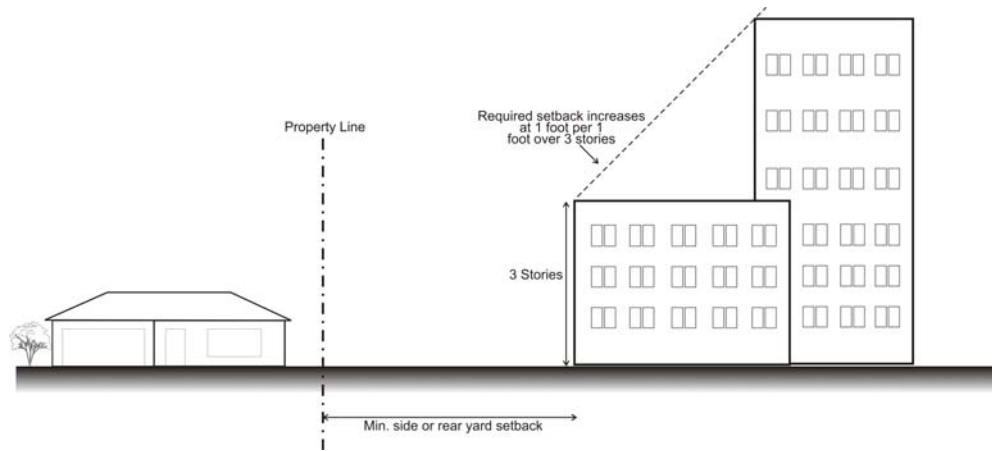 Property Line
Required setback increases
at 1 foot per 1
foot over 3 stories
3 Stories
Min. side or rear yard setback